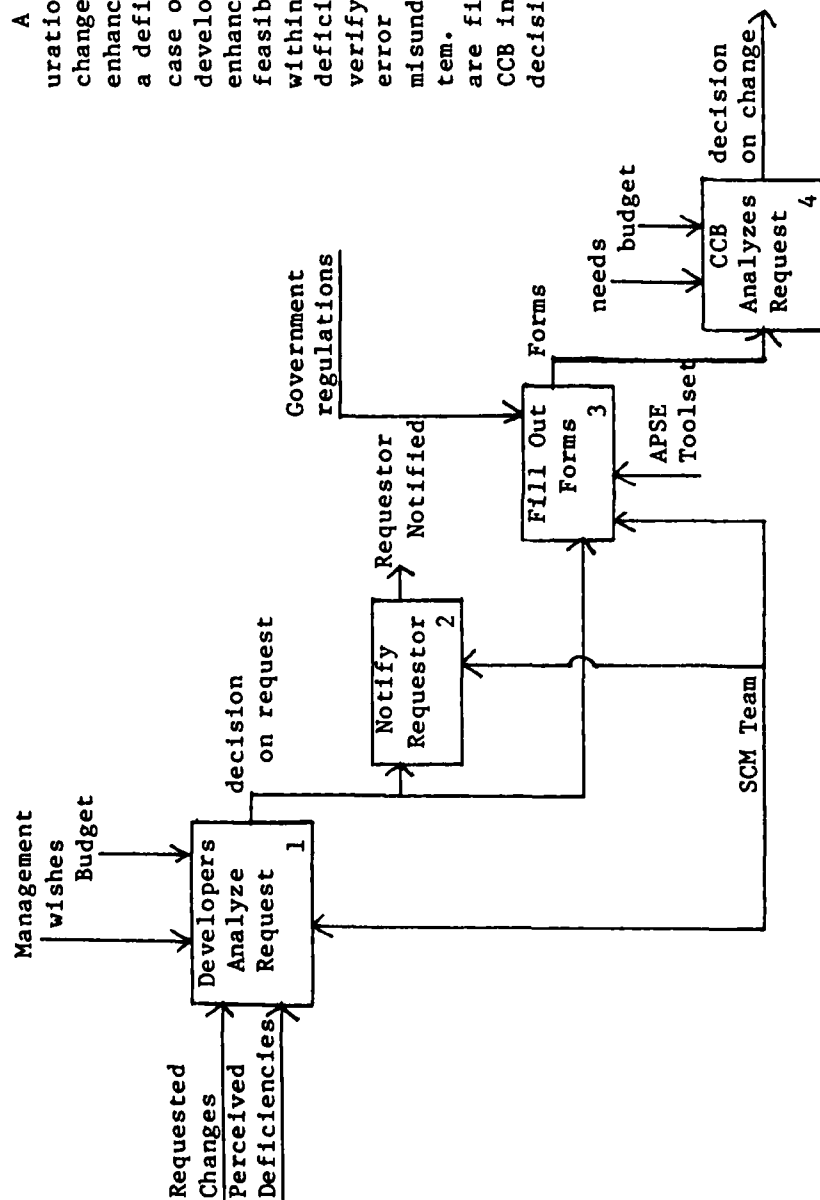 A
uratio
change
enhanc
a defi
case o
develo
enhanc
feasib
within
defici
verify
error
misund
tem.
are fi
CCB in
decisi
Management
wishes
Budget
Requested
Changes
Perceived
Deficiencies
Developers
Analyze
Request
1
decision
on request
Notify
Requestor
2
Requestor
Notified
Government
regulations
Fill Out
Forms
3
Forms
APSE
Toolset
SCM Team
needs
budget
CCB
Analyzes
Request
4
decision
on change